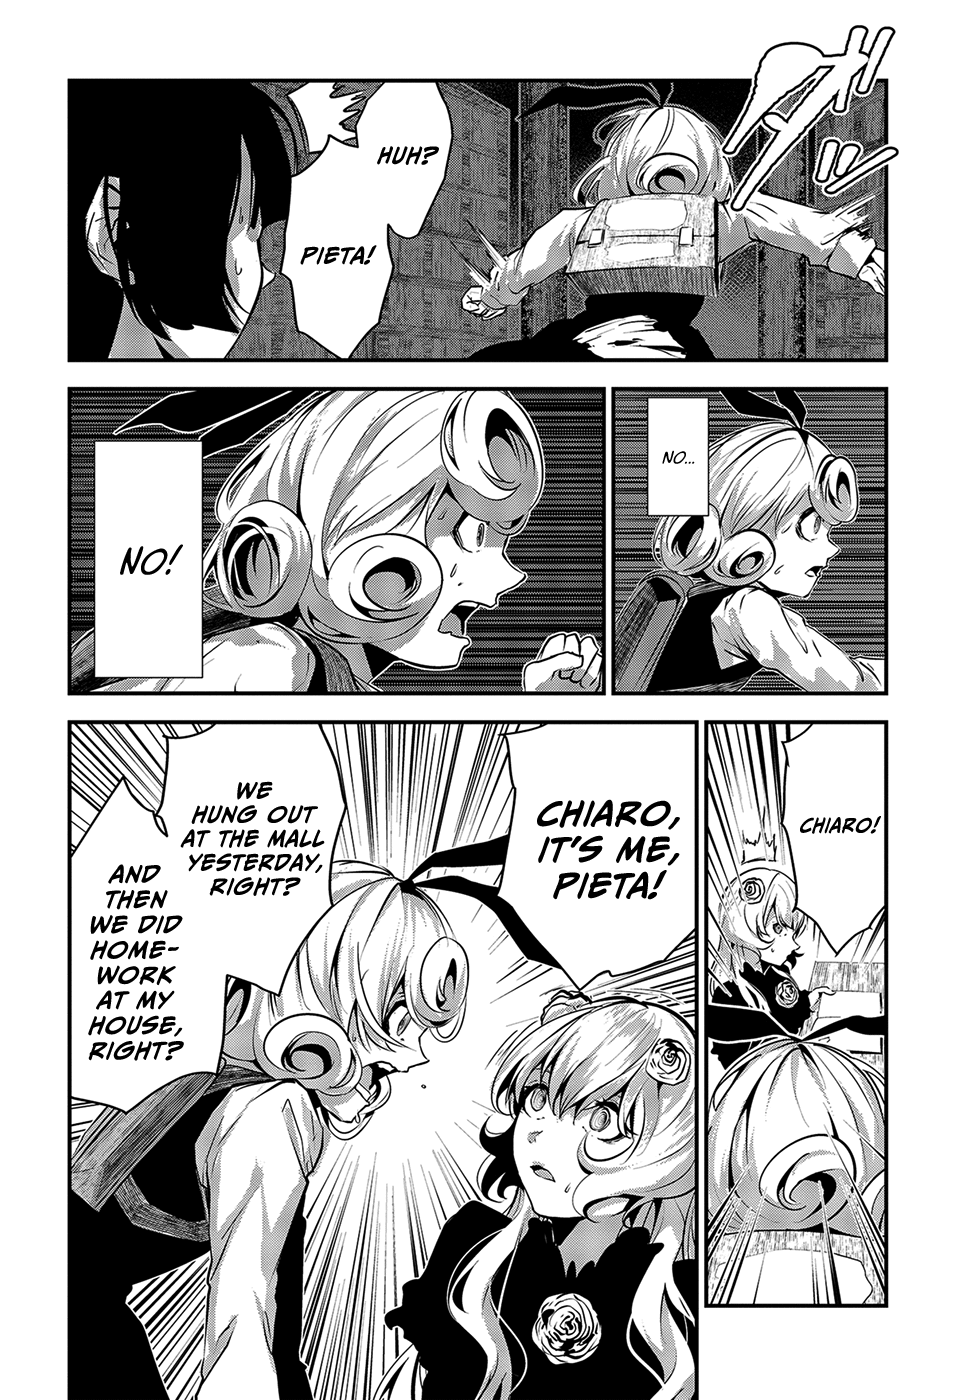 HUH?
PIETA!
NO...
NO!
CHIARO!
CHIARO,
IT'S ME,
PIETA!
WE
HUNG OUT
AT THE MALL
YESTERDAY,
RIGHT?
AND
THEN
WE DID
HOME-
WORK
AT MY
HOUSE,
RIGHT?